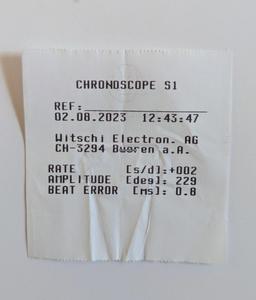 CHRONOSCOPE S1
REF:
02.08.2023 12:43:47
Witschi Electron. AG
CH-3294 Bueren a.A.
RATE [s/d]:+002
AMPLITUDE [deg]: 229
BEAT ERROR [ms]: 0.8